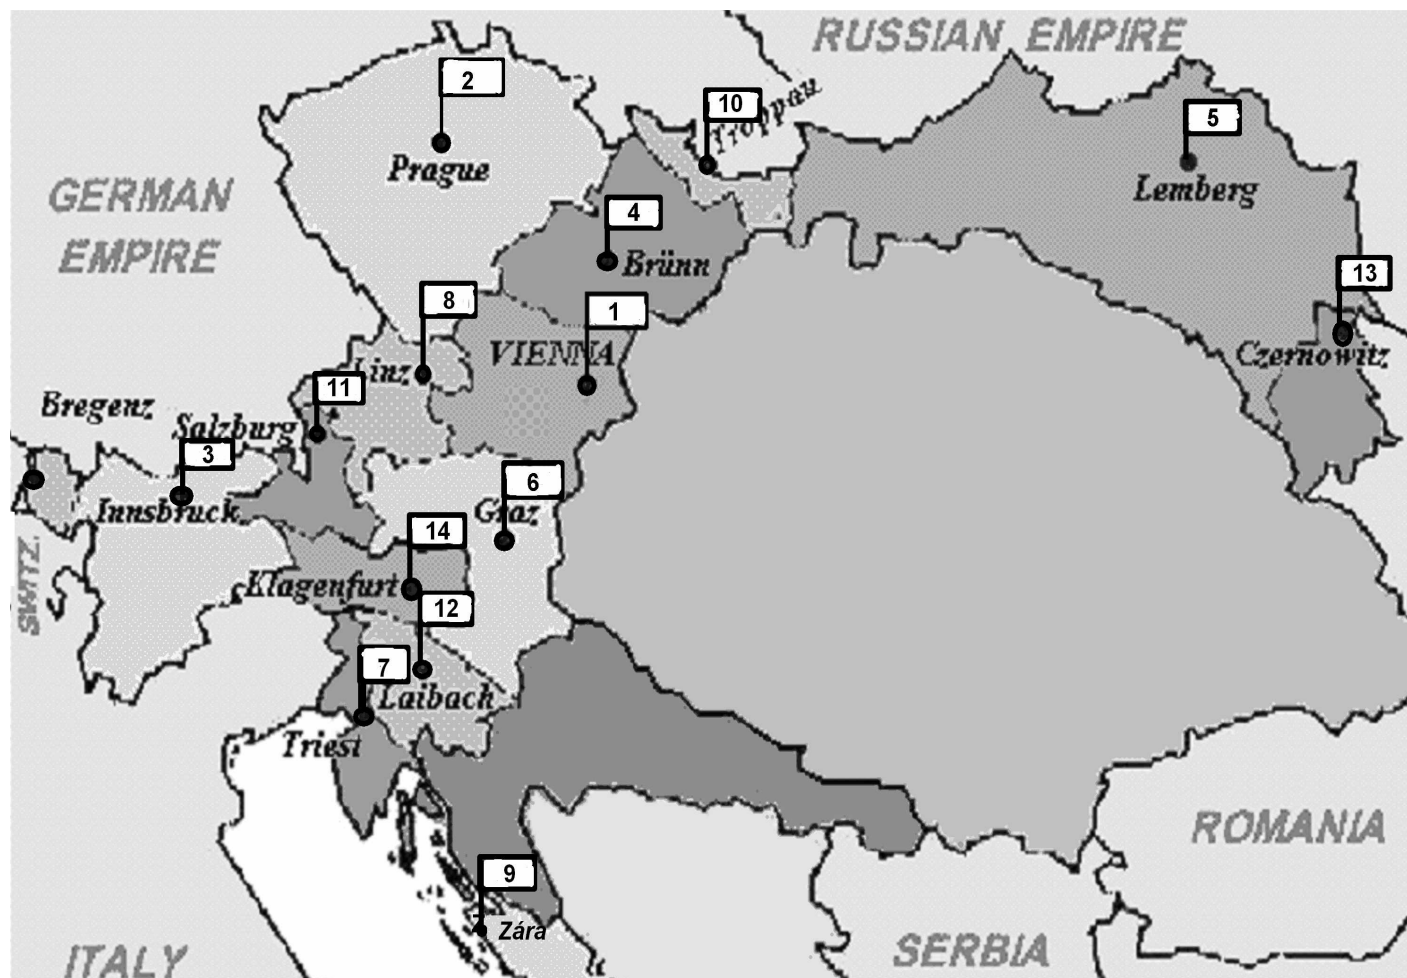 RUSSIAN EMPIRE
2
10
Troppau
5
Prague
Lemberg
GERMAN
EMPIRE
4
Brünn
13
8
1
VIENNA
Czernowitz
Linz
11
Bregenz
Salzburg
3
6
Innsbruck
Graz
14
SWITZ.
Klagenfurt
12
7
Laibach
Triest
ROMANIA
9
Zára
ITALY
SERBIA